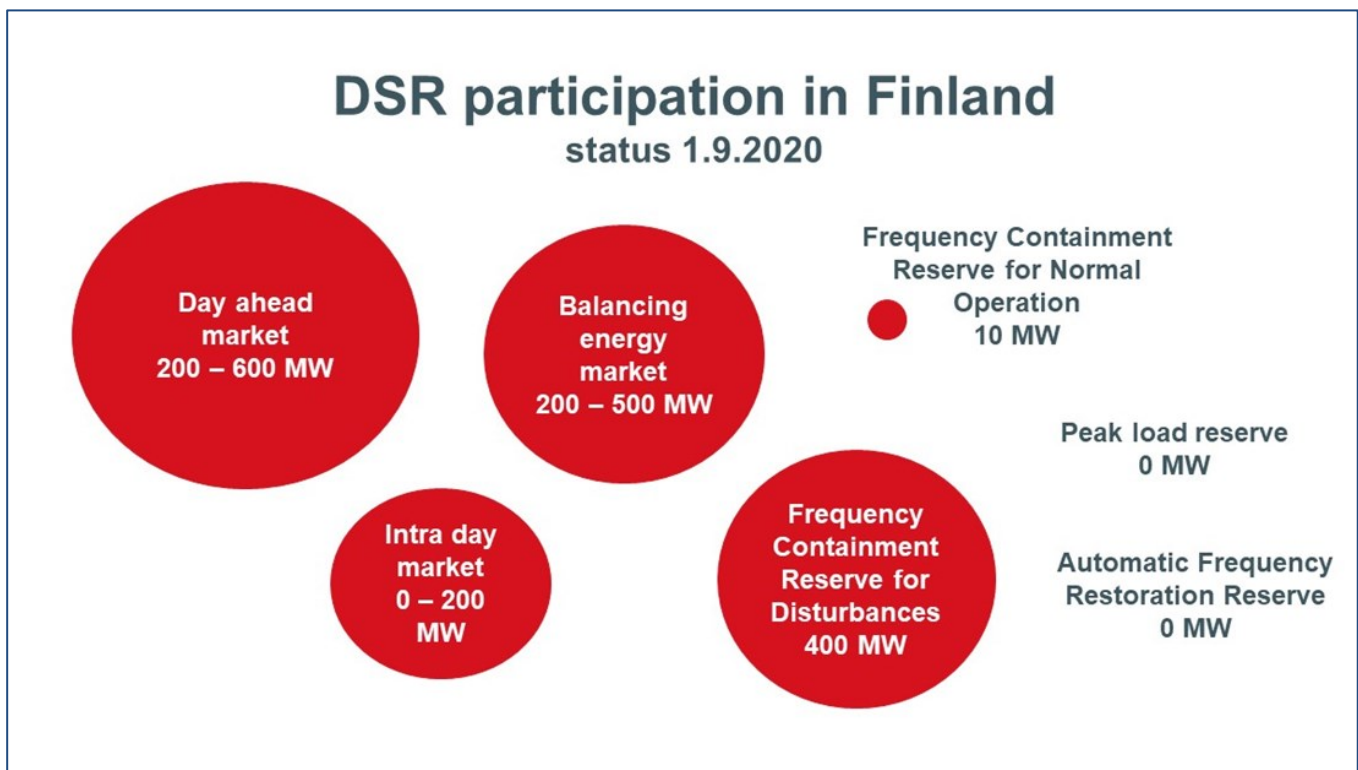 DSR participation in Finland
status 1.9.2020
Day ahead
market
200 – 600 MW
Balancing
energy
market
200 – 500 MW
Frequency Containment
Reserve for Normal
Operation
10 MW
Peak load reserve
0 MW
Intra day
market
0 – 200
MW
Frequency
Containment
Reserve for
Disturbances
400 MW
Automatic Frequency
Restoration Reserve
0 MW